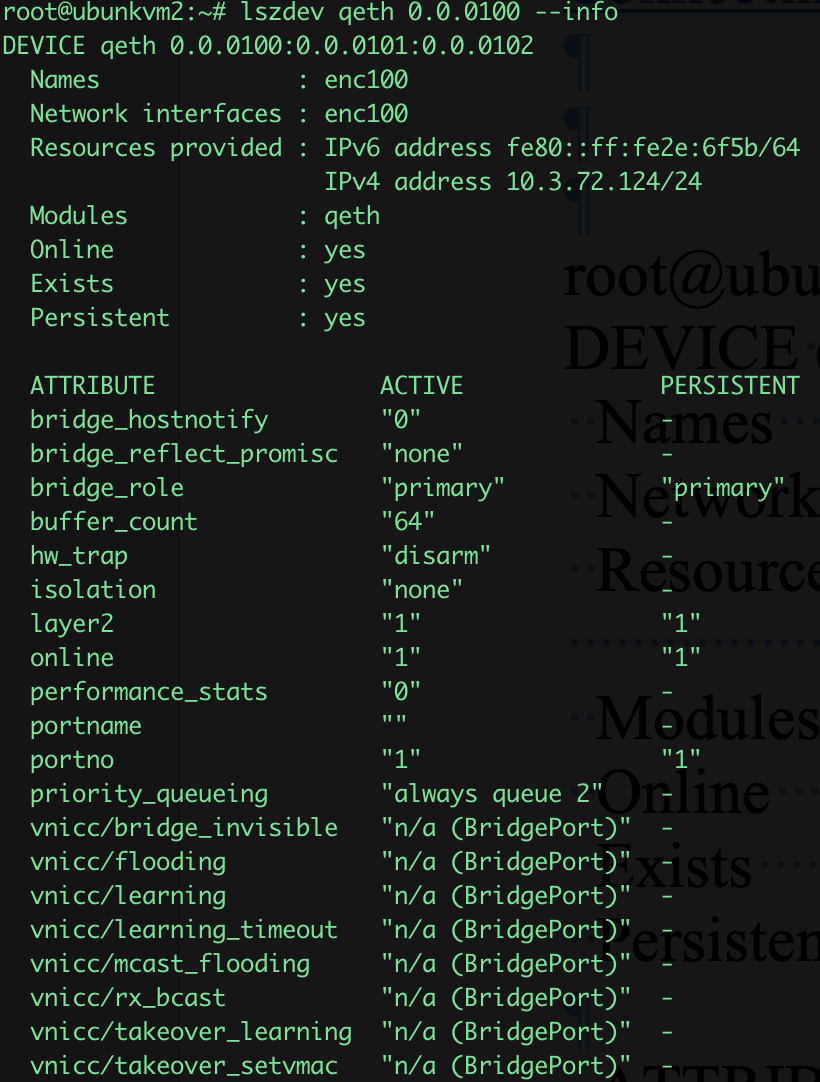 root@ubunkvm2:~# lszdev qeth 0.0.0100 --info
DEVICE qeth 0.0.0100:0.0.0101:0.0.0102
  Names                : enc100
  Network interfaces : enc100
  Resources provided : IPv6 address fe80::ff:fe2e:6f5b/64
                       IPv4 address 10.3.72.124/24
  Modules              : qeth
  Online               : yes
  Exists               : yes
  Persistent           : yes

  ATTRIBUTE                ACTIVE               PERSISTENT
  bridge_hostnotify        "0"                  -
  bridge_reflect_promisc   "none"               -
  bridge_role              "primary"            "primary"
  buffer_count             "64"                 -
  hw_trap                  "disarm"             -
  isolation                "none"               -
  layer2                   "1"                  "1"
  online                   "1"                  "1"
  performance_stats        "0"                  -
  portname                 ""                   -
  portno                   "1"                  "1"
  priority_queueing        "always queue 2"     -
  vnicc/bridge_invisible   "n/a (BridgePort)"   -
  vnicc/flooding           "n/a (BridgePort)"   -
  vnicc/learning           "n/a (BridgePort)"   -
  vnicc/learning_timeout   "n/a (BridgePort)"   -
  vnicc/mcast_flooding     "n/a (BridgePort)"   -
  vnicc/rx_bcast           "n/a (BridgePort)"   -
  vnicc/takeover_learning  "n/a (BridgePort)"   -
  vnicc/takeover_setvmac   "n/a (BridgePort)"   -
root@ubu
DEVICE
Names
Network
Resource
Modules
Online
Exists
Persisten